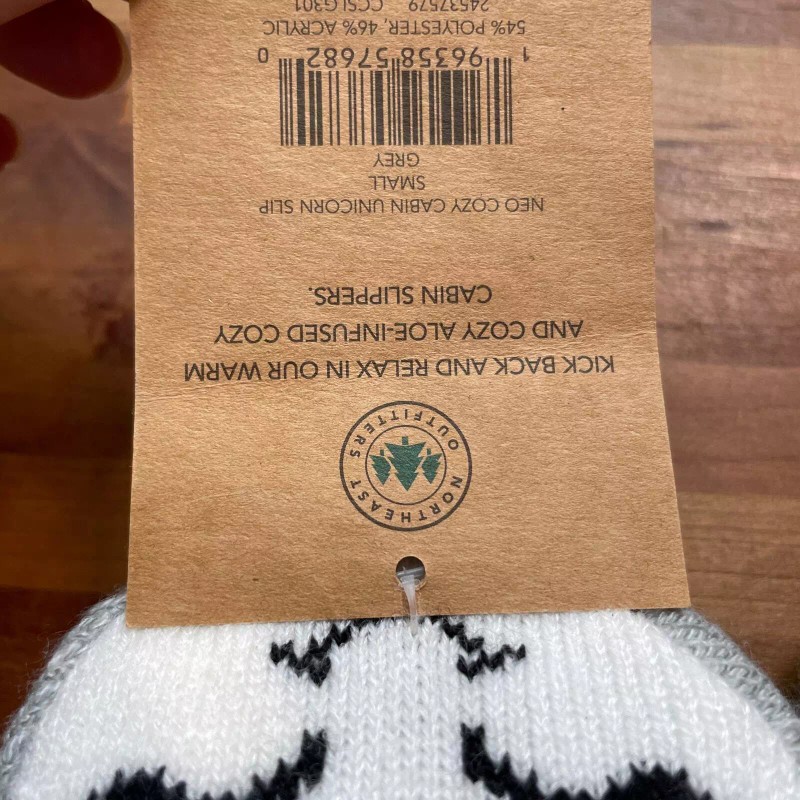 NORTHEAST OUTFITTERS
KICK BACK AND RELAX IN OUR WARM
AND COZY ALOE-INFUSED COZY
CABIN SLIPPERS.
NEO COZY CABIN UNICORN SLIP
SMALL
GREY
1 96358 57682 0
54% POLYESTER, 46% ACRYLIC
24537579 CCSLG301